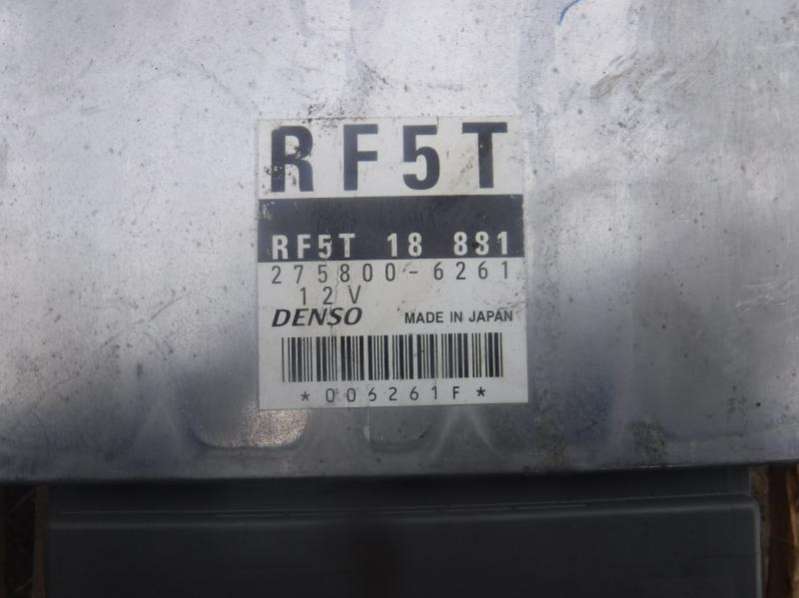 RF5T
RF5T 18 881
275800-6261
12V
DENSO MADE IN JAPAN
*006261F*